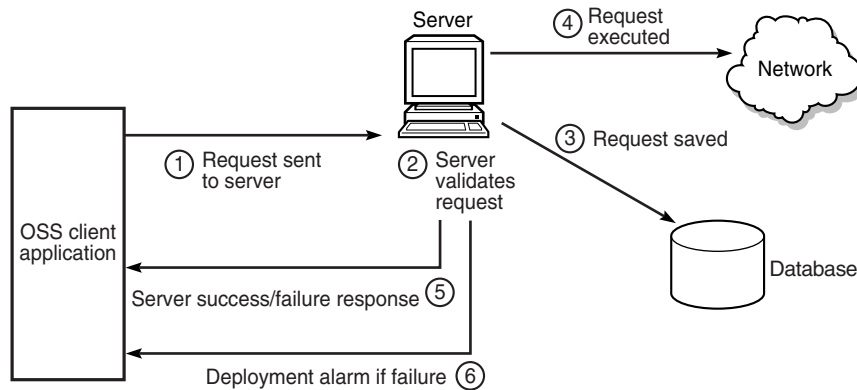 Server
4 Request
executed
Network
1 Request sent
to server
2 Server
validates
request
3 Request saved
OSS client
application
Database
Server success/failure response 5
Deployment alarm if failure 6